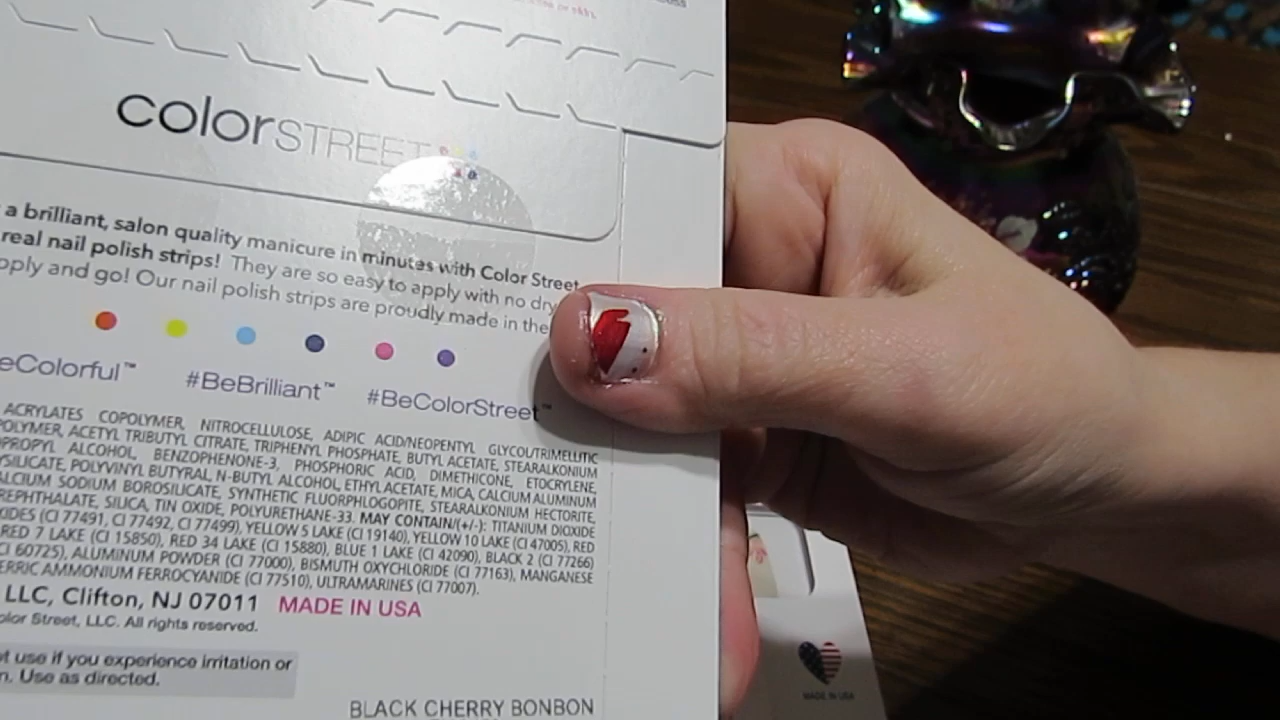 colorSTREET
a brilliant, salon quality manicure in minutes with Color Street
real nail polish strips! They are so easy to apply with no dry
pply and go! Our nail polish strips are proudly made in the
eColorful™ #BeBrilliant™ #BeColorStreet™
ACRYLATES COPOLYMER, NITROCELLULOSE, ADIPIC ACID/NEOPENTYL GLYCOL/TRIMELLITIC
POLYMER, ACETYL TRIBUTYL CITRATE, TRIPHENYL PHOSPHATE, BUTYL ACETATE, STEARALKONIUM
OPROPYL ALCOHOL, BENZOPHENONE-3, PHOSPHORIC ACID, DIMETHICONE, ETOCRYLENE,
YSILICATE, POLYVINYL BUTYRAL, N-BUTYL ALCOHOL, ETHYL ACETATE, MICA, CALCIUM ALUMINUM
ALCIUM SODIUM BOROSILICATE, SYNTHETIC FLUORPHLOGOPITE, STEARALKONIUM HECTORITE,
REPHTHALATE, SILICA, TIN OXIDE, POLYURETHANE-33. MAY CONTAIN/(+/-): TITANIUM DIOXIDE
XIDES (CI 77491, CI 77492, CI 77499), YELLOW 5 LAKE (CI 19140), YELLOW 10 LAKE (CI 47005), RED
RED 7 LAKE (CI 15850), RED 34 LAKE (CI 15880), BLUE 1 LAKE (CI 42090), BLACK 2 (CI 77266)
CI 60725), ALUMINUM POWDER (CI 77000), BISMUTH OXYCHLORIDE (CI 77163), MANGANESE
ERRIC AMMONIUM FERROCYANIDE (CI 77510), ULTRAMARINES (CI 77007).
LLC, Clifton, NJ 07011 MADE IN USA
olor Street, LLC. All rights reserved.
t use if you experience irritation or
n. Use as directed.
BLACK CHERRY BONBON
MADE IN USA